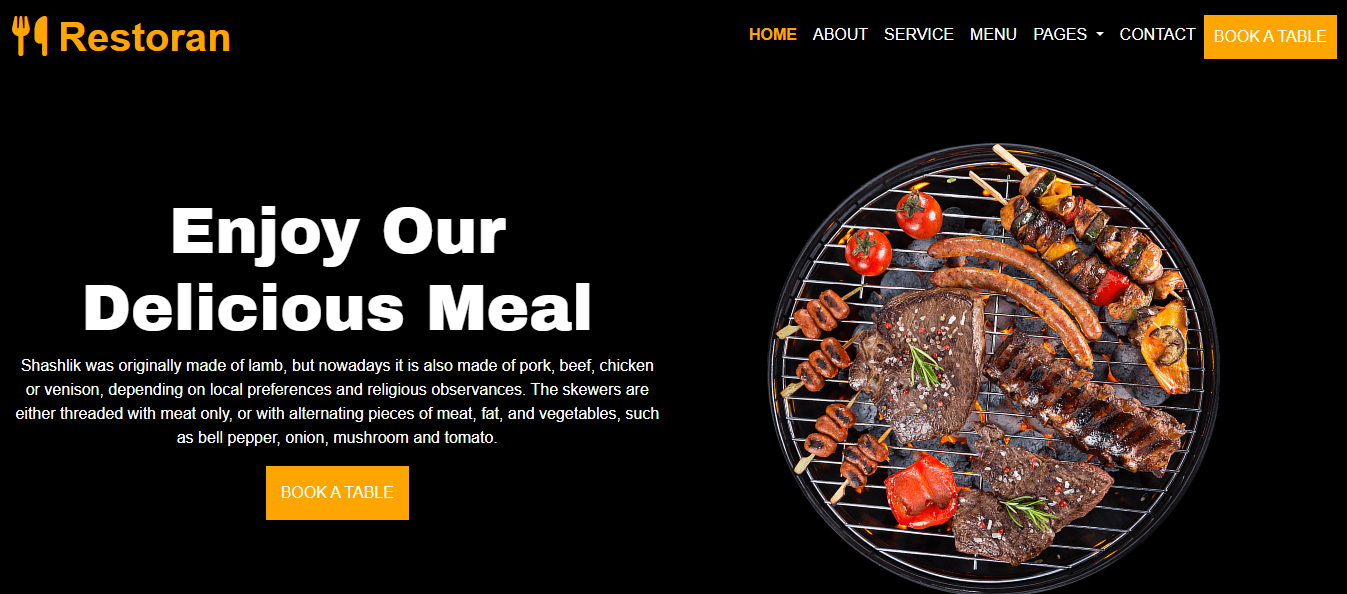 Restoran
HOME ABOUT SERVICE MENU PAGES CONTACT BOOK A TABLE
Enjoy Our
Delicious Meal
Shashlik was originally made of lamb, but nowadays it is also made of pork, beef, chicken
or venison, depending on local preferences and religious observances. The skewers are
either threaded with meat only, or with alternating pieces of meat, fat, and vegetables, such
as bell pepper, onion, mushroom and tomato.
BOOK A TABLE